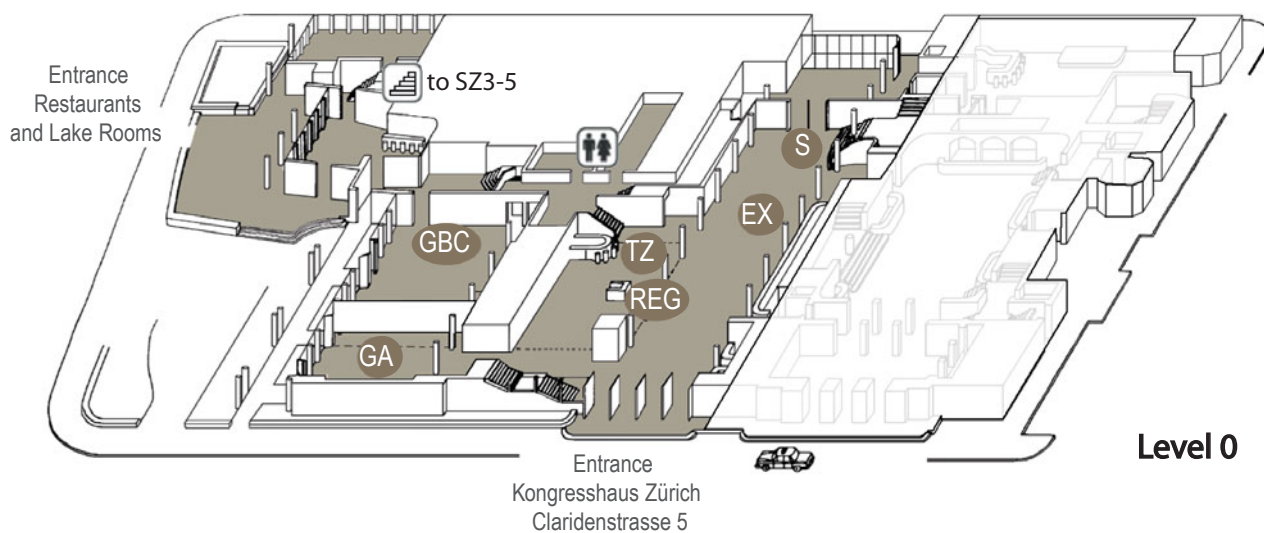 Entrance
Restaurants
and Lake Rooms
to SZ3-5
S
EX
GBC
TZ
REG
GA
Level 0
Entrance
Kongresshaus Zürich
Claridenstrasse 5